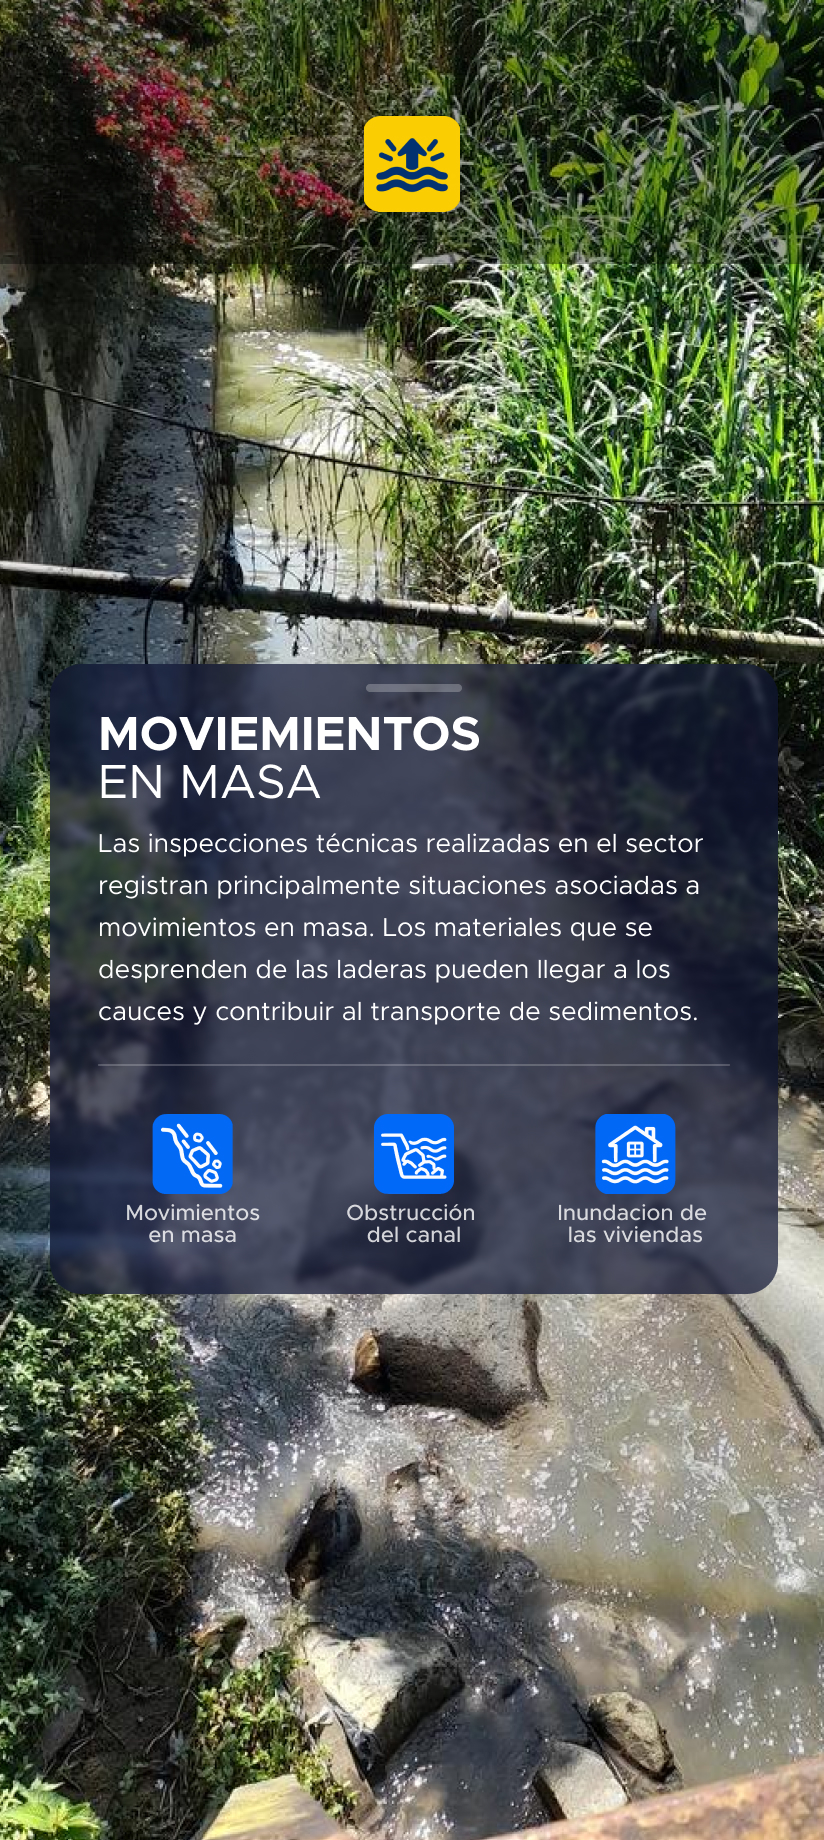 MOVIEMIENTOS
EN MASA
Las inspecciones técnicas realizadas en el sector
registran principalmente situaciones asociadas a
movimientos en masa. Los materiales que se
desprenden de las laderas pueden llegar a los
cauces y contribuir al transporte de sedimentos.
Movimientos
en masa
Obstrucción
del canal
Inundacion de
las viviendas